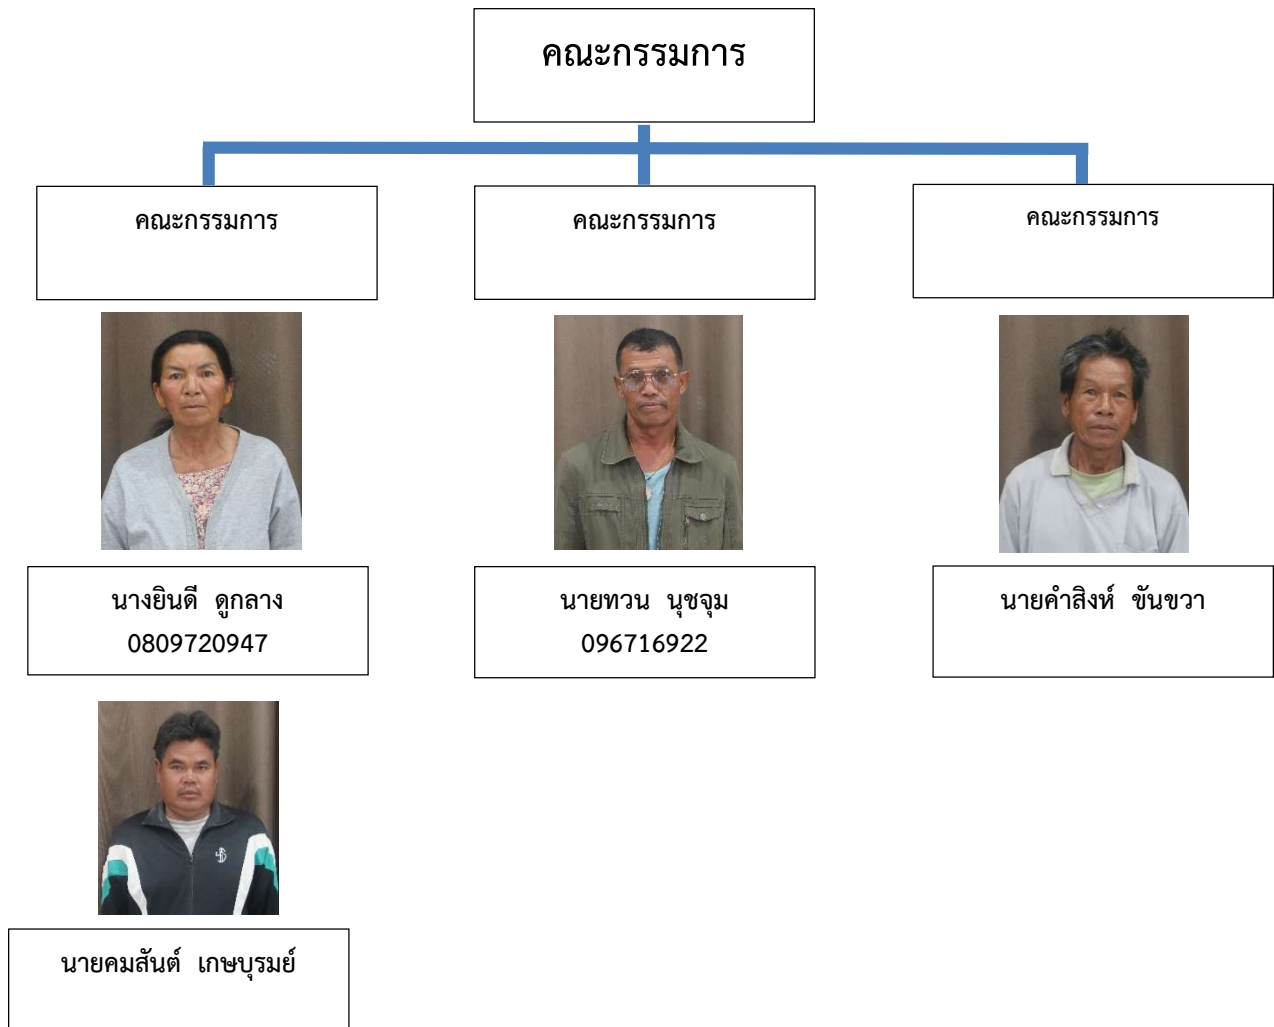 คณะกรรมการ
คณะกรรมการ
คณะกรรมการ
คณะกรรมการ
นางยินดี ดูกลาง
0809720947
นายทวน นุชจุม
096716922
นายคำสิงห์ ขันขวา
นายคมสันต์ เกษบุรมย์